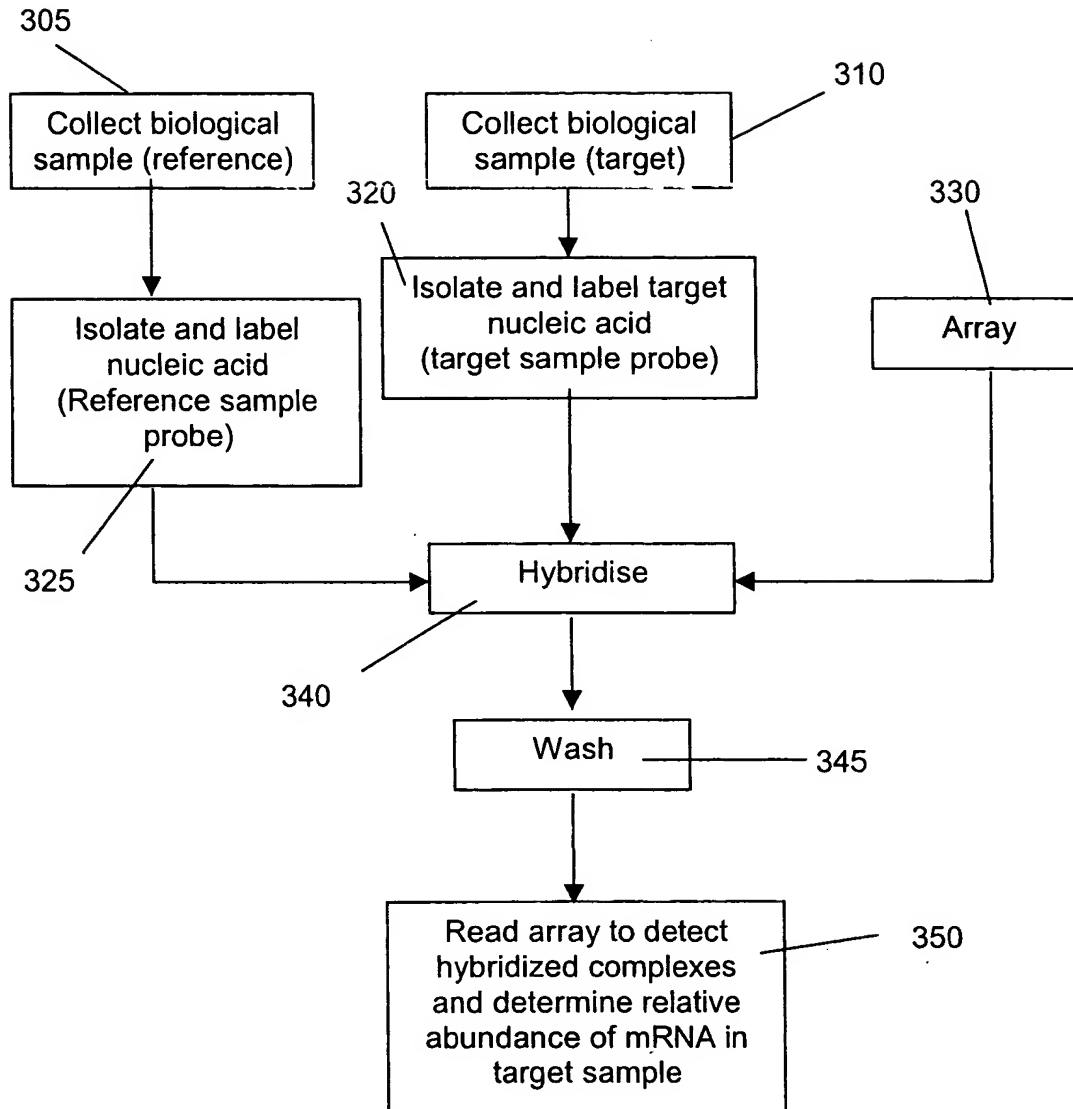 305
310
Collect biological
sample (reference)
Collect biological
sample (target)
320
330
Isolate and label target
nucleic acid
(target sample probe)
Isolate and label
nucleic acid
(Reference sample
probe)
Array
325
Hybridise
340
Wash
345
Read array to detect
hybridized complexes
and determine relative
abundance of mRNA in
target sample
350